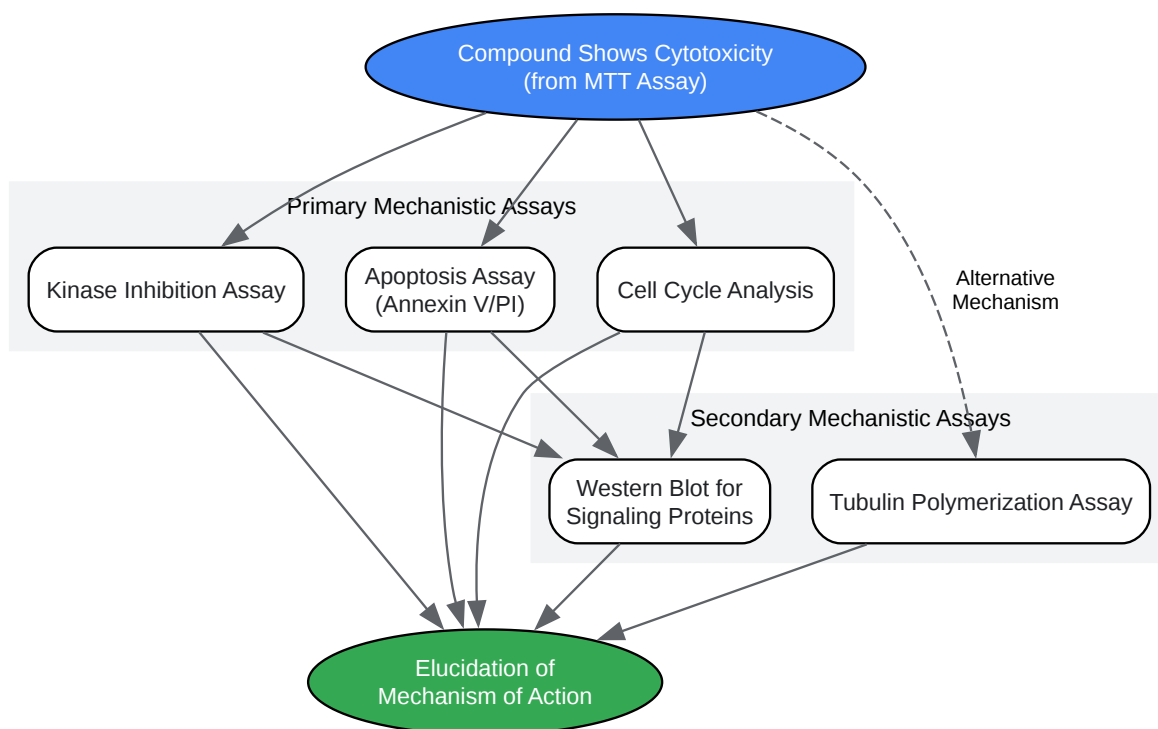 Compound Shows Cytotoxicity
(from MTT Assay)
Primary Mechanistic Assays
Kinase Inhibition Assay
Apoptosis Assay
(Annexin V/PI)
Cell Cycle Analysis
Alternative
Mechanism
Secondary Mechanistic Assays
Western Blot for
Signaling Proteins
Tubulin Polymerization Assay
Elucidation of
Mechanism of Action